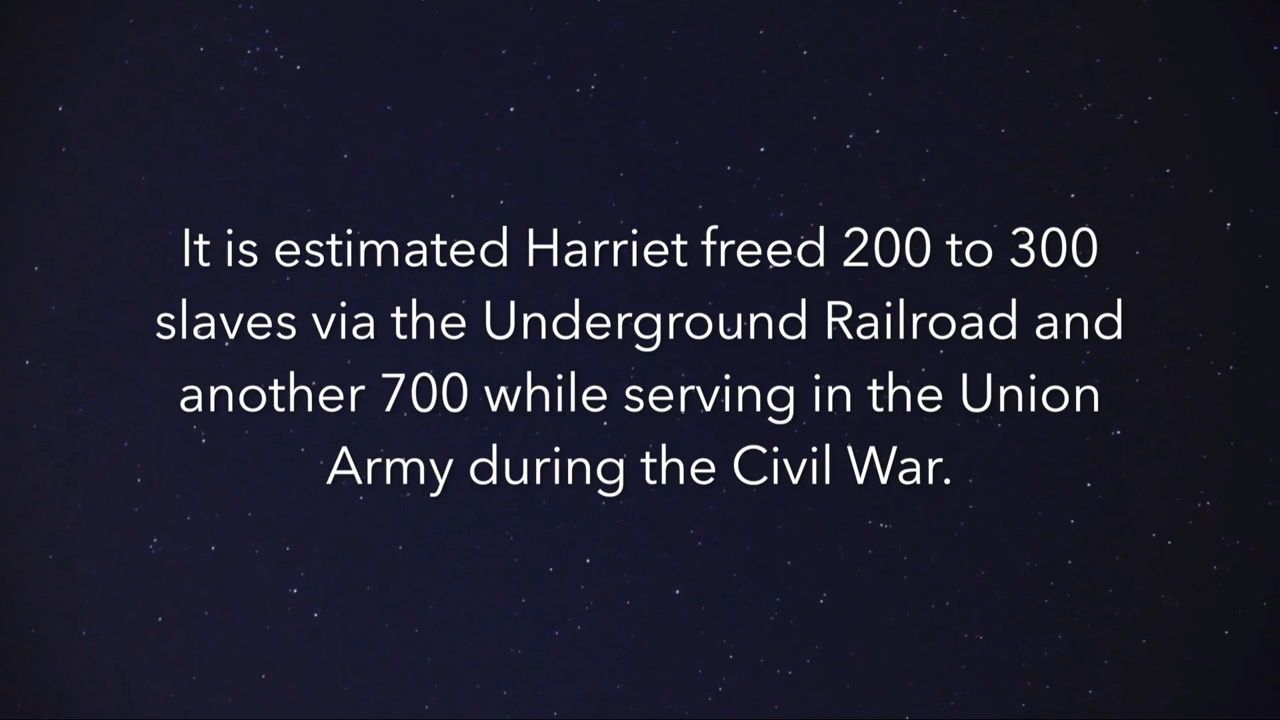 It is estimated Harriet freed 200 to 300
slaves via the Underground Railroad and
another 700 while serving in the Union
Army during the Civil War.